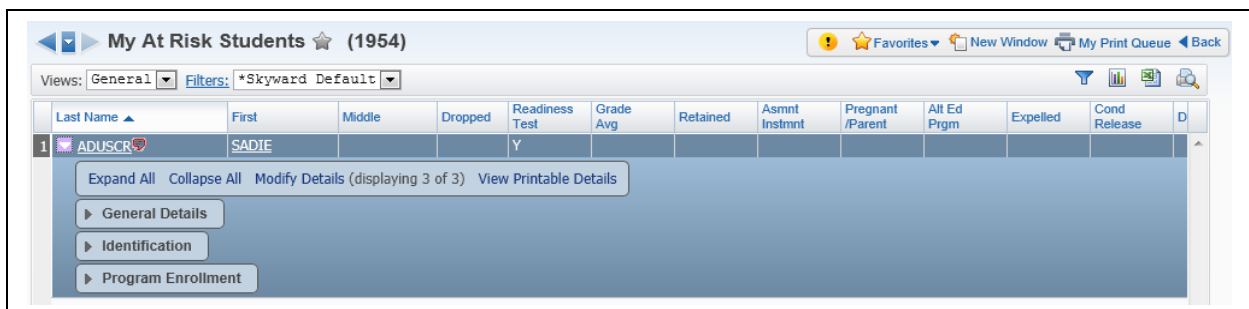 My At Risk Students (1954)
Favorites New Window My Print Queue Back
Views: General Filters: *Skyward Default
Last Name First Middle Dropped Readiness Test Grade Avg Retained Asmnt Instmnt Pregnant /Parent Alt Ed Prgm Expelled Cond Release D
1 ADUSCR SADIE Y
Expand All Collapse All Modify Details (displaying 3 of 3) View Printable Details
General Details
Identification
Program Enrollment